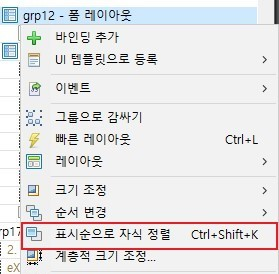 grp12 - 폼 레이아웃
바인딩 추가
UI 템플릿으로 등록
이벤트
그룹으로 감싸기
빠른 레이아웃 Ctrl+L
레이아웃
크기 조정
순서 변경
표시순으로 자식 정렬 Ctrl+Shift+K
rp17
계층적 크기 조정...
2.
eX